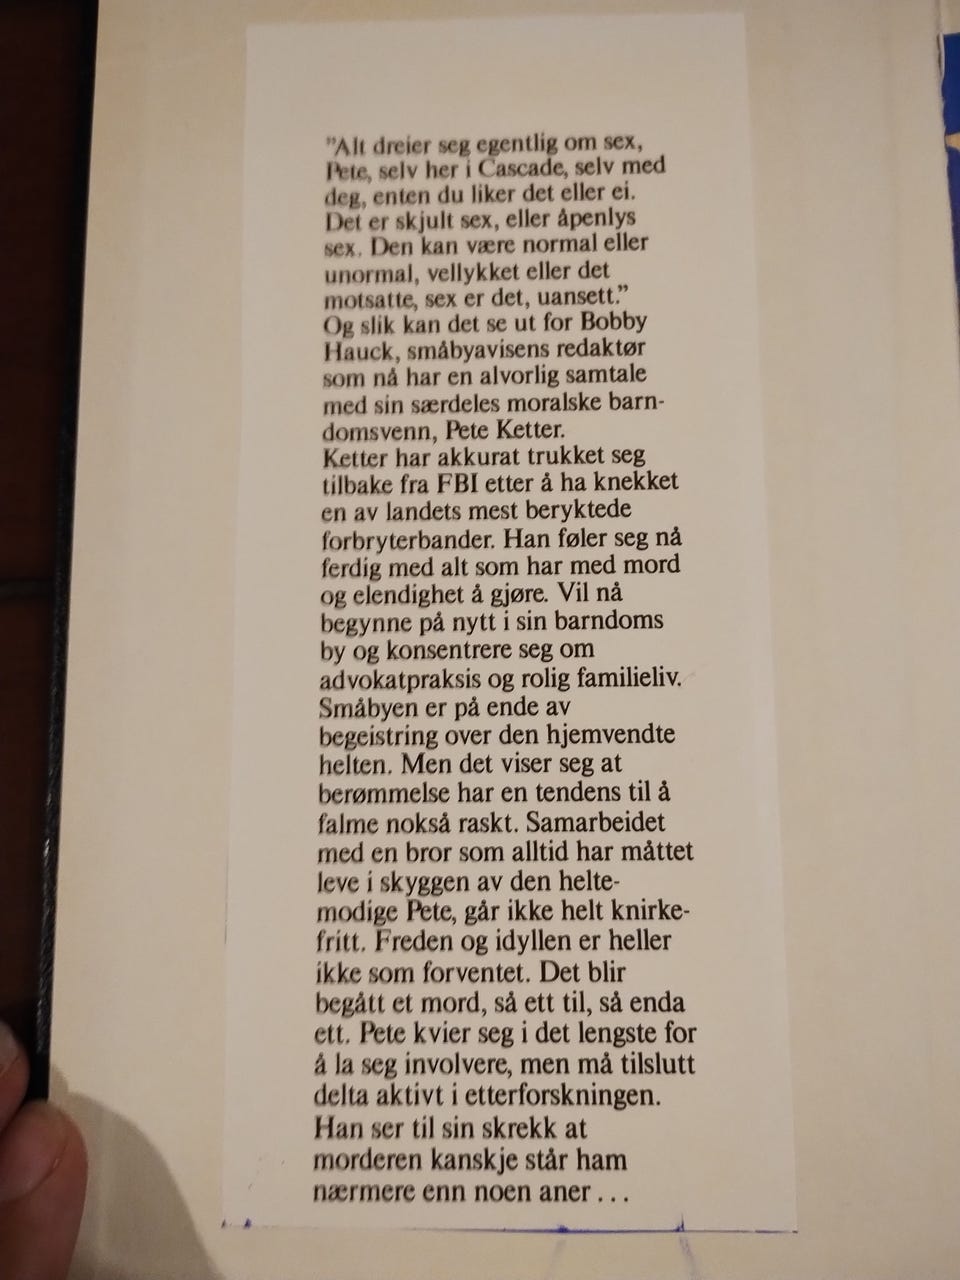 ”Alt dreier seg egentlig om sex,
Pete, selv her i Cascade, selv med
deg, enten du liker det eller ei.
Det er skjult sex, eller åpenlys
sex. Den kan være normal eller
unormal, vellykket eller det
motsatte, sex er det, uansett.”
Og slik kan det se ut for Bobby
Hauck, småbyavisens redaktør
som nå har en alvorlig samtale
med sin særdeles moralske barn-
domsvenn, Pete Ketter.
Ketter har akkurat trukket seg
tilbake fra FBI etter å ha knekket
en av landets mest beryktede
forbryterbander. Han føler seg nå
ferdig med alt som har med mord
og elendighet å gjøre. Vil nå
begynne på nytt i sin barndoms
by og konsentrere seg om
advokatpraksis og rolig familieliv.
Småbyen er på ende av
begeistring over den hjemvendte
helten. Men det viser seg at
berømmelse har en tendens til å
falme nokså raskt. Samarbeidet
med en bror som alltid har måttet
leve i skyggen av den helte-
modige Pete, går ikke helt knirke-
fritt. Freden og idyllen er heller
ikke som forventet. Det blir
begått et mord, så ett til, så enda
ett. Pete kvier seg i det lengste for
å la seg involvere, men må tilslutt
delta aktivt i etterforskningen.
Han ser til sin skrekk at
morderen kanskje står ham
nærmere enn noen aner . . .